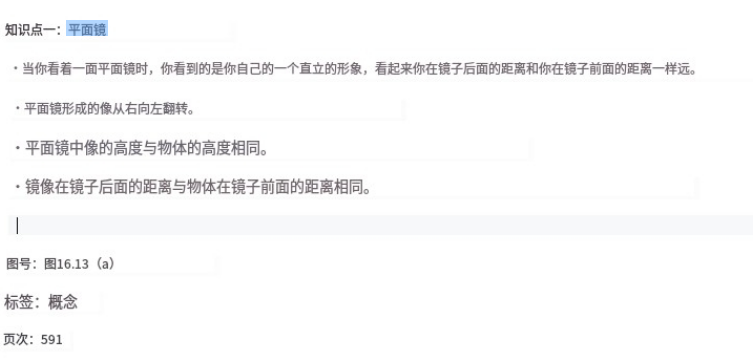 知识点一：平面镜
・当你看着一面平面镜时，你看到的是你自己的一个直立的形象，看起来你在镜子后面的距离和你在镜子前面的距离一样远。
・平面镜形成的像从右向左翻转。
・平面镜中像的高度与物体的高度相同。
・镜像在镜子后面的距离与物体在镜子前面的距离相同。
图号：图16.13（a）
标签：概念
页次：591